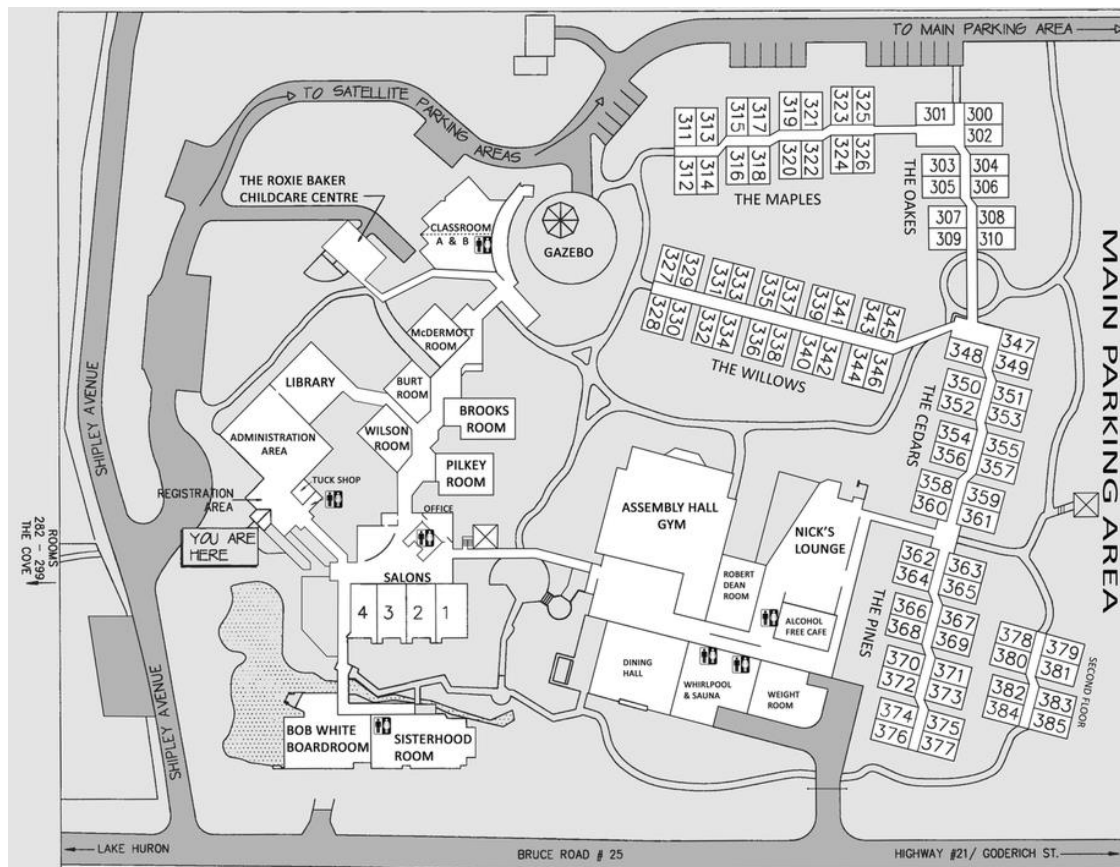 TO MAIN PARKING AREA
TO SATELLITE PARKING AREAS
THE ROXIE BAKER
CHILDCARE CENTRE
CLASSROOM
A & B
GAZEBO
311 313 315 317 319 321 323 325
312 314 316 318 320 322 324 326
THE MAPLES
301 300
302
303 304
305 306
307 308
309 310
THE OAKES
MAIN PARKING AREA
327 329 331 333 335 337 339 341 343 345
328 330 332 334 336 338 340 342 344 346
THE WILLOWS
McDERMOTT
ROOM
LIBRARY
BURT
ROOM
BROOKS
ROOM
WILSON
ROOM
ADMINISTRATION
AREA
PILKEY
ROOM
TUCK SHOP
REGISTRATION
AREA
YOU ARE
HERE
OFFICE
SALONS
4 3 2 1
BOB WHITE
BOARDROOM
SISTERHOOD
ROOM
ASSEMBLY HALL
GYM
NICK'S
LOUNGE
ROBERT
DEAN
ROOM
ALCOHOL
FREE CAFE
DINING
HALL
WHIRLPOOL
& SAUNA
WEIGHT
ROOM
347
348 349
350 351
352 353
354 355
356 357
358 359
360 361
THE CEDARS
362 363
364 365
366 367
368 369
370 371
372 373
374 375
376 377
THE PINES
378 379
380 381
382 383
384 385
SECOND FLOOR
SHIPLEY AVENUE
SHIPLEY AVENUE
ROOMS
282 - 299
THE COVE
LAKE HURON
BRUCE ROAD # 25
HIGHWAY #21/ GODERICH ST.